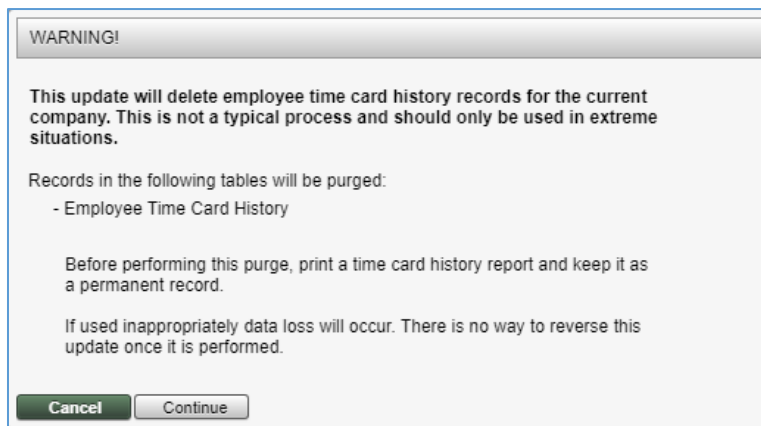 WARNING!
This update will delete employee time card history records for the current
company. This is not a typical process and should only be used in extreme
situations.
Records in the following tables will be purged:
- Employee Time Card History
Before performing this purge, print a time card history report and keep it as
a permanent record.
If used inappropriately data loss will occur. There is no way to reverse this
update once it is performed.
Cancel Continue